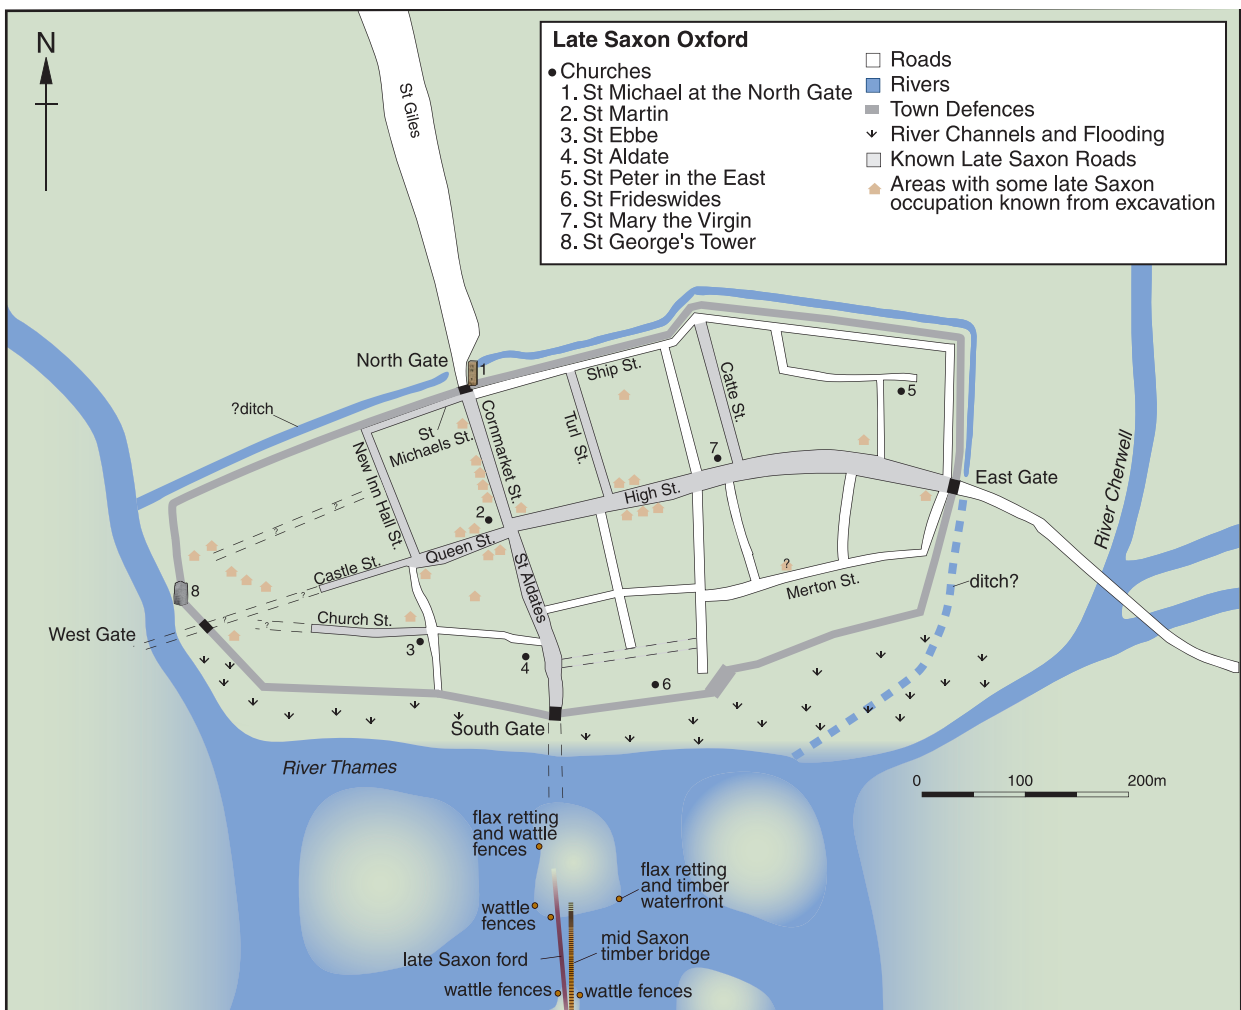 N
St Giles
Late Saxon Oxford
Churches
1. St Michael at the North Gate
2. St Martin
3. St Ebbe
4. St Aldate
5. St Peter in the East
6. St Frideswides
7. St Mary the Virgin
8. St George's Tower
Roads
Rivers
Town Defences
River Channels and Flooding
Known Late Saxon Roads
Areas with some late Saxon
occupation known from excavation
North Gate
1
?ditch
St
Michaels St.
Cornmarket St.
New Inn Hall St.
Ship St.
Turl St.
Catte St.
5
7
High St.
East Gate
River Cherwell
2
Queen St.
Castle St.
?
St Aldates
?
Merton St.
ditch?
8
?
West Gate
?
Church St.
3
4
6
South Gate
River Thames
0
100
200m
flax retting
and wattle
fences
flax retting
and timber
waterfront
wattle
fences
mid Saxon
timber bridge
late Saxon ford
wattle fences
wattle fences